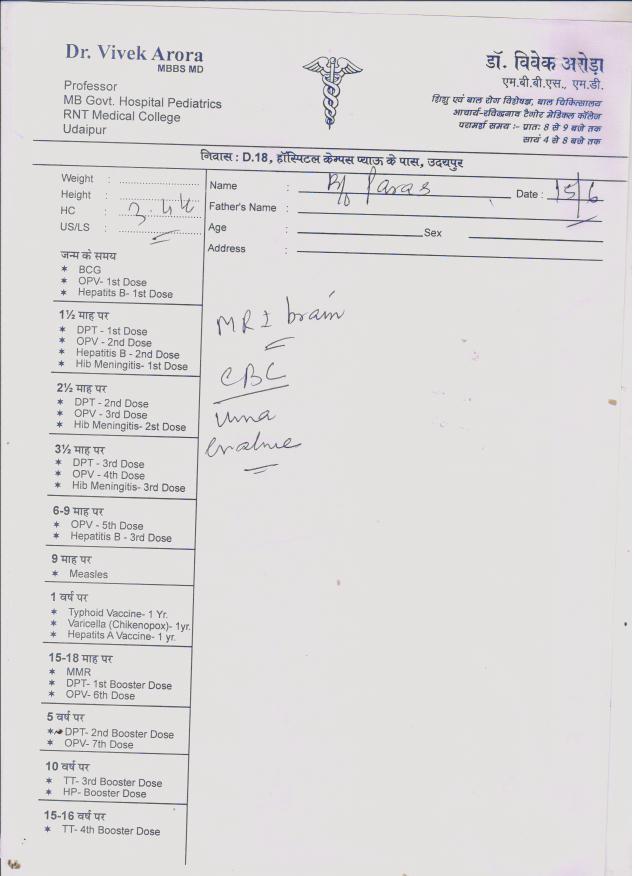 Dr. Vivek Arora
MBBS MD
Professor
MB Govt. Hospital Pediatrics
RNT Medical College
Udaipur
डॉ. विवेक अरोड़ा
एम.बी.बी.एस., एम.डी.
शिशु एवं बाल रोग विशेषज्ञ, बाल चिकित्सालय
आचार्य-रविन्द्रनाथ टैगोर मेडिकल कॉलेज
परामर्श समय :- प्रातः 8 से 9 बजे तक
सायं 4 से 8 बजे तक
निवास : D.18, हॉस्पिटल केम्पस प्याऊ के पास, उदयपुर
Weight :
Height :
HC : 3.44
US/LS :
Name : B/o Paras Date : 15/6
Father's Name :
Age : Sex
Address :
जन्म के समय
* BCG
* OPV- 1st Dose
* Hepatits B- 1st Dose
1½ माह पर
* DPT - 1st Dose
* OPV - 2nd Dose
* Hepatitis B - 2nd Dose
* Hib Meningitis- 1st Dose
2½ माह पर
* DPT - 2nd Dose
* OPV - 3rd Dose
* Hib Meningitis- 2st Dose
3½ माह पर
* DPT - 3rd Dose
* OPV - 4th Dose
* Hib Meningitis- 3rd Dose
6-9 माह पर
* OPV - 5th Dose
* Hepatitis B - 3rd Dose
9 माह पर
* Measles
1 वर्ष पर
* Typhoid Vaccine- 1 Yr.
* Varicella (Chikenopox)- 1yr.
* Hepatits A Vaccine- 1 yr.
15-18 माह पर
* MMR
* DPT- 1st Booster Dose
* OPV- 6th Dose
5 वर्ष पर
* DPT- 2nd Booster Dose
* OPV- 7th Dose
10 वर्ष पर
* TT- 3rd Booster Dose
* HP- Booster Dose
15-16 वर्ष पर
* TT- 4th Booster Dose
MRI brain
CBC